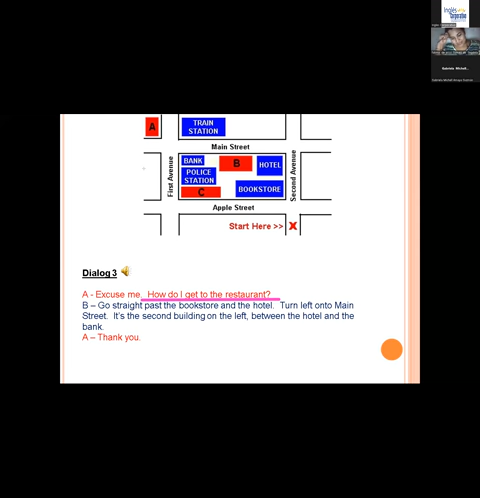 Inglés
Corporativo
A
TRAIN
STATION
Main Street
First Avenue
BANK
B
HOTEL
POLICE
STATION
C
BOOKSTORE
Second Avenue
Apple Street
Start Here >> X
Dialog 3
A - Excuse me. How do I get to the restaurant?
B – Go straight past the bookstore and the hotel. Turn left onto Main
Street. It's the second building on the left, between the hotel and the
bank.
A – Thank you.